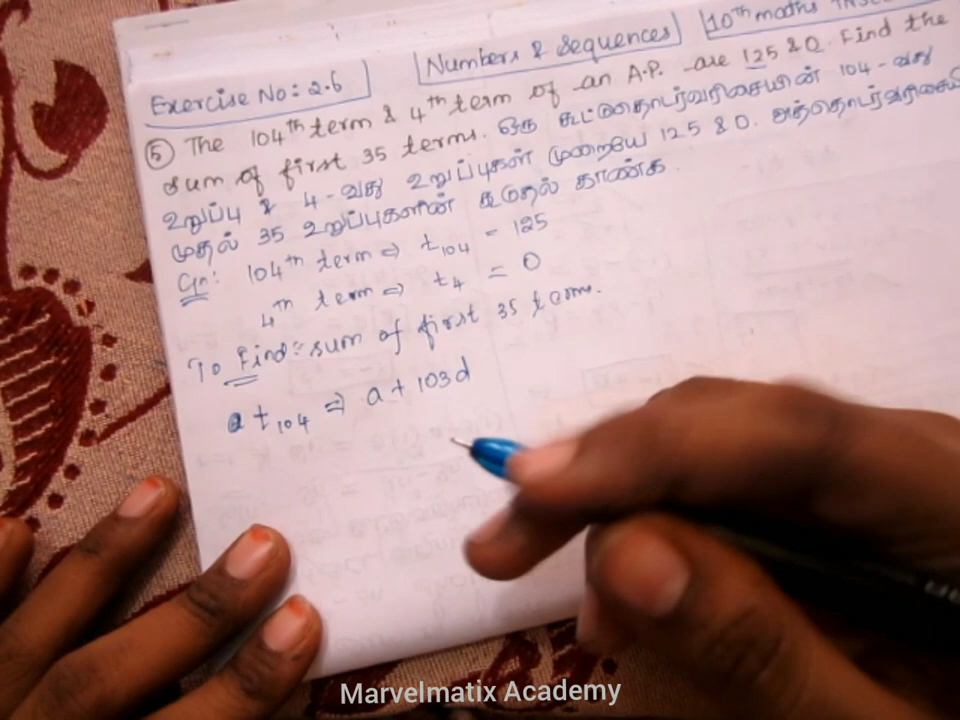 Exercise No: 2.6
Numbers & Sequences
10th maths
⑤ The 104th term & 4th term of an A.P. are 125 & 0. Find the
sum of first 35 terms. ஒரு கூட்டுதொடர்வரிசையின் 104-வது
உறுப்பு & 4-வது உறுப்புகள் முறையே 125 & 0. அத்தொடர்வரிசையி
முதல் 35 உறுப்புகளின் கூடுதல் காண்க.
Gn: 104th term ⇒ t104 = 125
4th term ⇒ t4 = 0
To Find: sum of first 35 terms.
t104 ⇒ a + 103d
Marvelmatix Academy